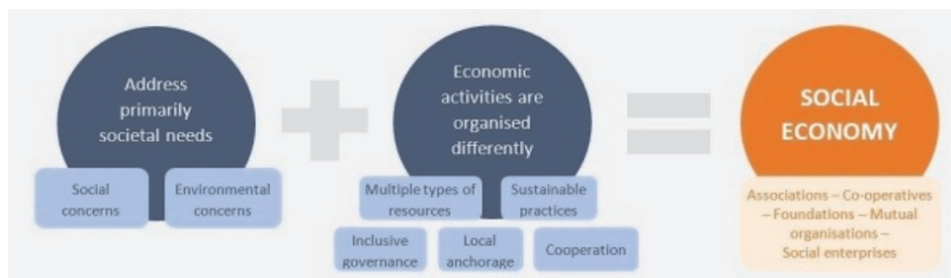 Address
primarily
societal needs
Social
concerns
Environmental
concerns
Economic
activities are
organised
differently
Multiple types of
resources
Sustainable
practices
Inclusive
governance
Local
anchorage
Cooperation
SOCIAL
ECONOMY
Associations – Co-operatives
– Foundations – Mutual
organisations –
Social enterprises